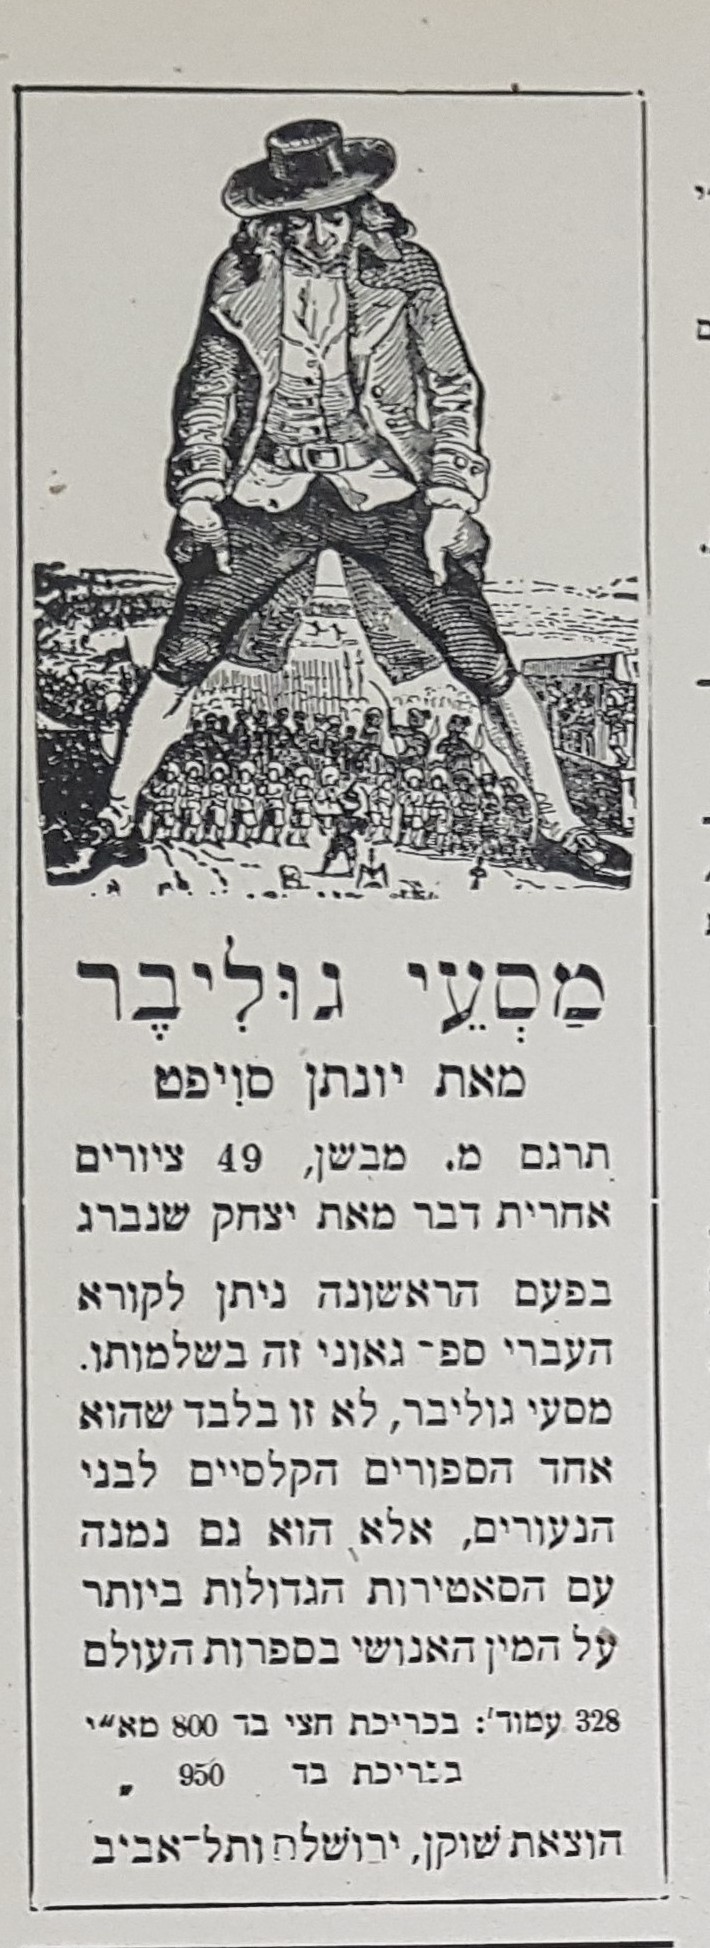 מַסְעֵי גוּלִיבֶר
מאת יונתן סויפט
תרגם מ. מבשן, 49 ציורים
אחרית דבר מאת יצחק שנברג
בפעם הראשונה ניתן לקורא
העברי ספ־ גאוני זה בשלמותו.
מסעי גוליבר, לא זו בלבד שהוא
אחד הספורים הקלסיים לבני
הנעורים, אלא הוא גם נמנה
עם הסאטירות הגדולות ביותר
על המין האנושי בספרות העולם
328 עמוד': בכריכת חצי בד 800 מא"י
בכריכת בד 950 "
הוצאת שוקן, ירושלים ותל־אביב